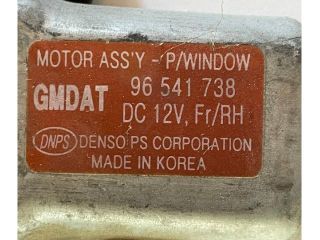 MOTOR ASS'Y - P/WINDOW
GMDAT 96 541 738
DC 12V, Fr/RH
DNPS DENSO PS CORPORATION
MADE IN KOREA